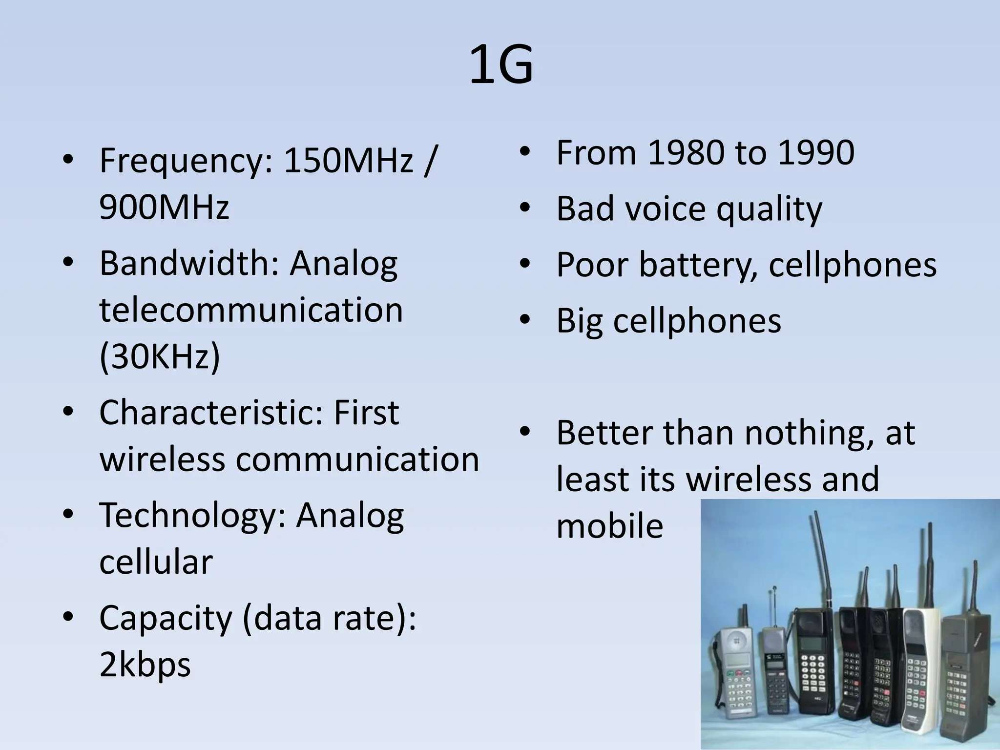 1G
• Frequency: 150MHz /
900MHz
• Bandwidth: Analog
telecommunication
(30KHz)
• Characteristic: First
wireless communication
• Technology: Analog
cellular
• Capacity (data rate):
2kbps
• From 1980 to 1990
• Bad voice quality
• Poor battery, cellphones
• Big cellphones
• Better than nothing, at
least its wireless and
mobile